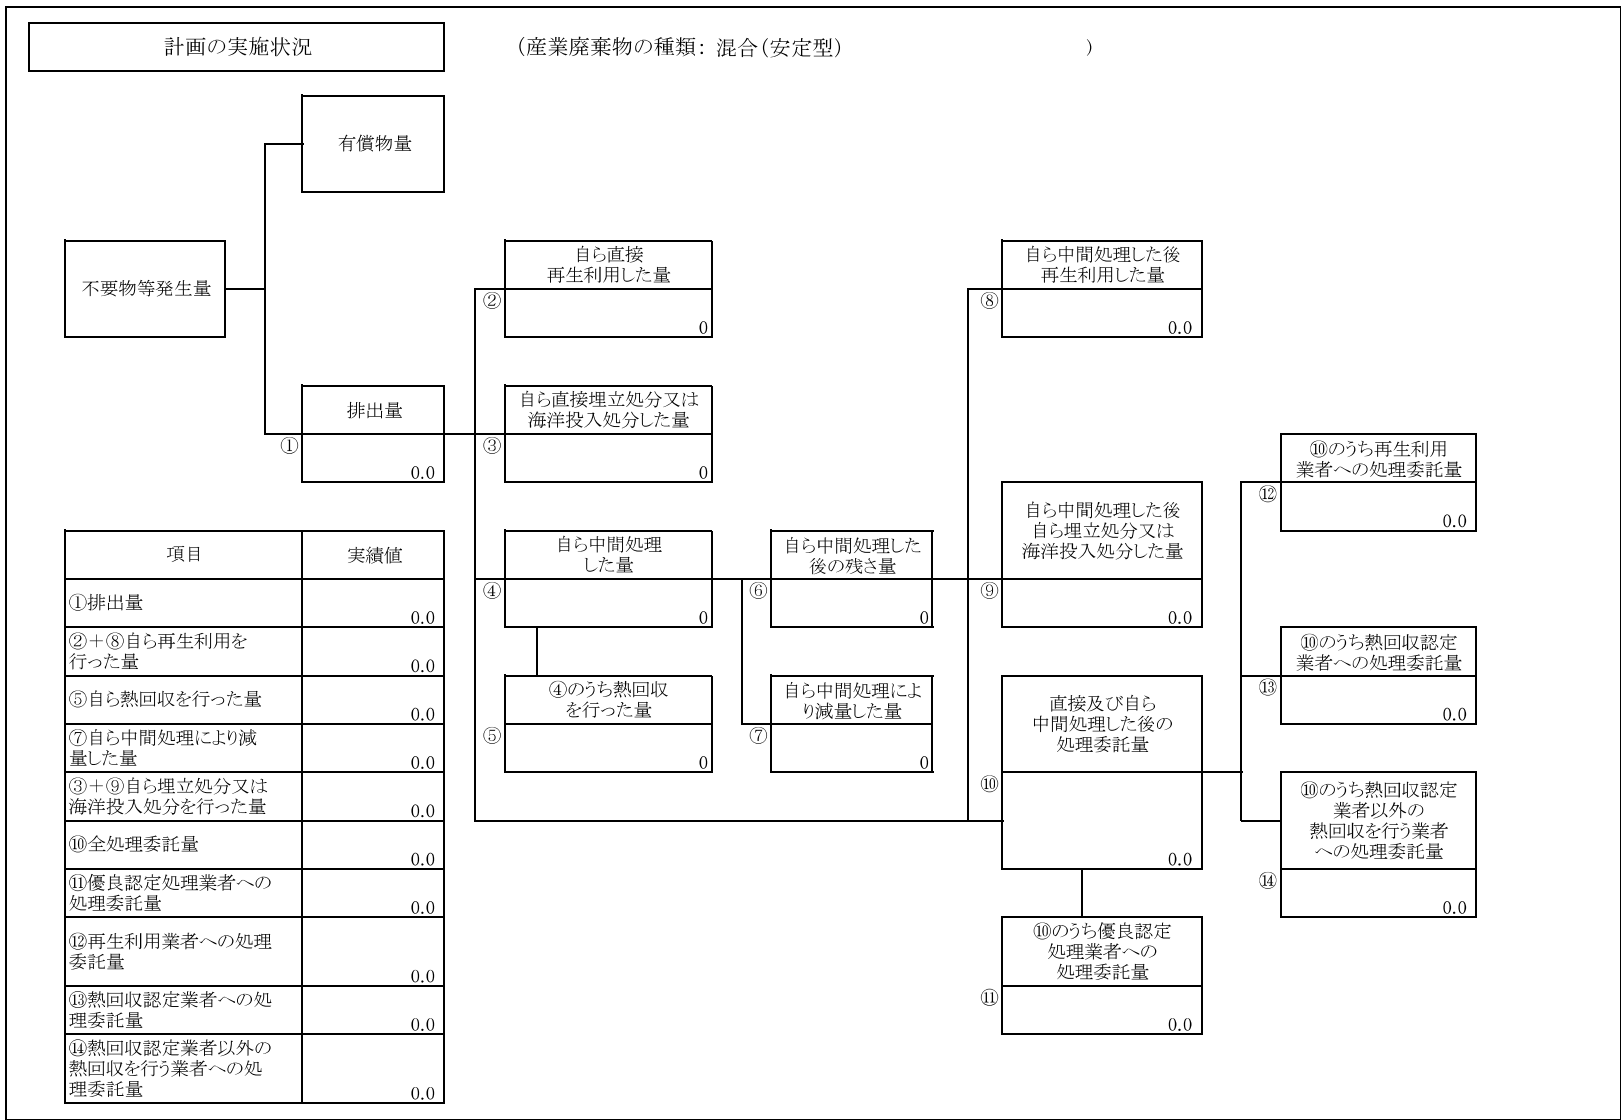 計画の実施状況
（産業廃棄物の種類：混合（安定型）　）
有償物量
不要物等発生量
排出量
①
0.0
自ら直接
再生利用した量
②
0
自ら直接埋立処分又は
海洋投入処分した量
③
0
自ら中間処理
した量
④
0
④のうち熱回収
を行った量
⑤
0
自ら中間処理した
後の残さ量
⑥
0
自ら中間処理によ
り減量した量
⑦
0
自ら中間処理した後
再生利用した量
⑧
0.0
自ら中間処理した後
自ら埋立処分又は
海洋投入処分した量
⑨
0.0
直接及び自ら
中間処理した後の
処理委託量
⑩
0.0
⑩のうち優良認定
処理業者への
処理委託量
⑪
0.0
⑩のうち再生利用
業者への処理委託量
⑫
0.0
⑩のうち熱回収認定
業者への処理委託量
⑬
0.0
⑩のうち熱回収認定
業者以外の
熱回収を行う業者
への処理委託量
⑭
0.0
項目 実績値
①排出量 0.0
②＋⑧自ら再生利用を
行った量 0.0
⑤自ら熱回収を行った量 0.0
⑦自ら中間処理により減
量した量 0.0
③＋⑨自ら埋立処分又は
海洋投入処分を行った量 0.0
⑩全処理委託量 0.0
⑪優良認定処理業者への
処理委託量 0.0
⑫再生利用業者への処理
委託量 0.0
⑬熱回収認定業者への処
理委託量 0.0
⑭熱回収認定業者以外の
熱回収を行う業者への処
理委託量 0.0